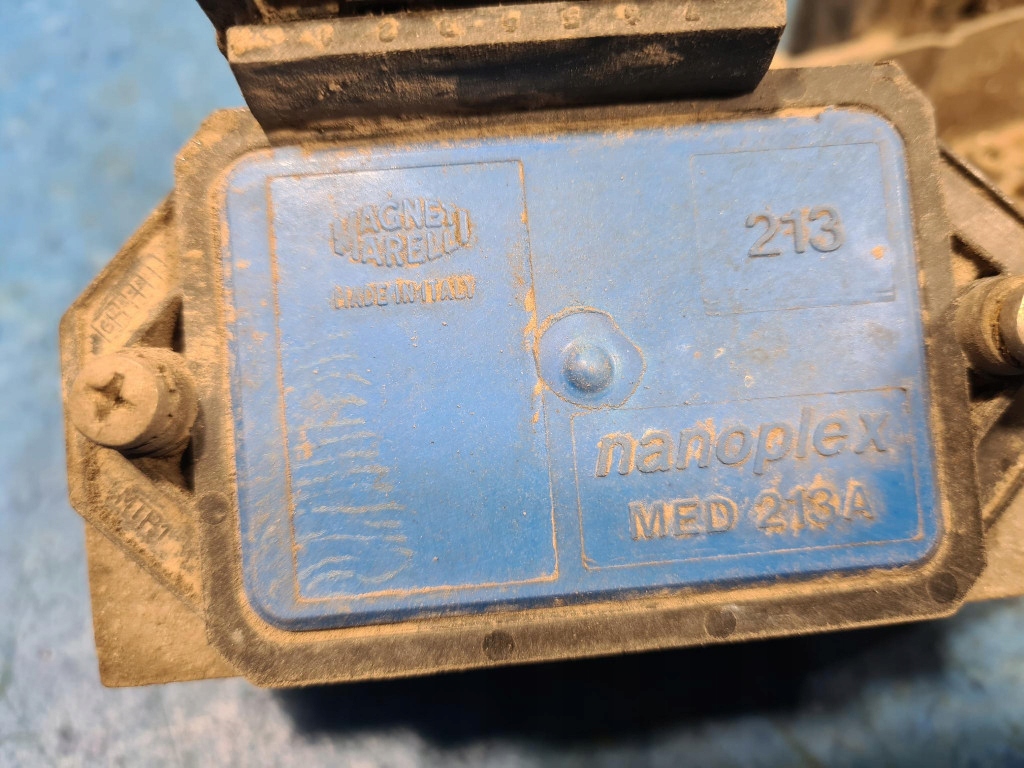 MAGNETI
MARELLI
MADE IN ITALY
213
nanoplex
MED 213A